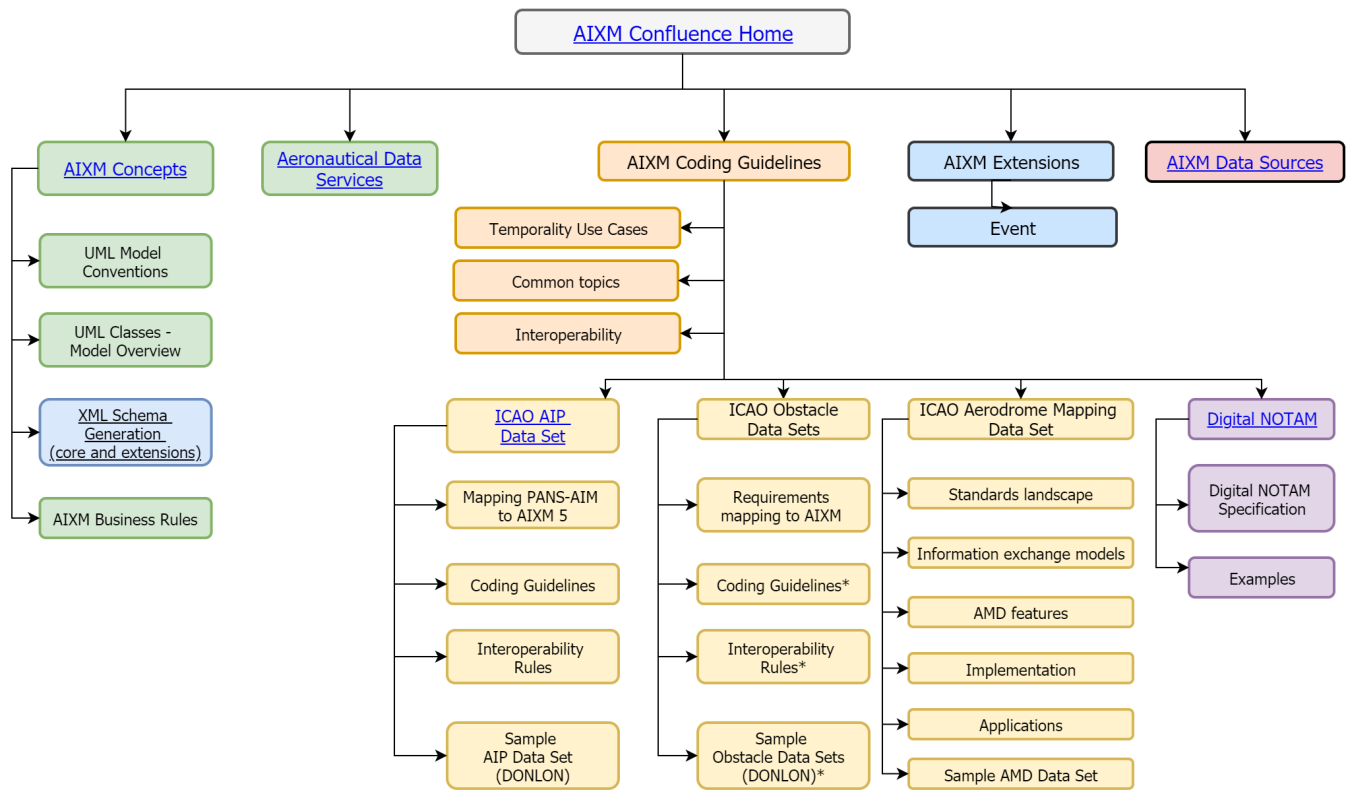 AIXM Confluence Home
AIXM Concepts
Aeronautical Data
Services
AIXM Coding Guidelines
AIXM Extensions
AIXM Data Sources
UML Model
Conventions
UML Classes -
Model Overview
XML Schema
Generation
(core and extensions)
AIXM Business Rules
Temporality Use Cases
Common topics
Interoperability
Event
ICAO AIP
Data Set
Mapping PANS-AIM
to AIXM 5
Coding Guidelines
Interoperability
Rules
Sample
AIP Data Set
(DONLON)
ICAO Obstacle
Data Sets
Requirements
mapping to AIXM
Coding Guidelines*
Interoperability
Rules*
Sample
Obstacle Data Sets
(DONLON)*
ICAO Aerodrome Mapping
Data Set
Standards landscape
Information exchange models
AMD features
Implementation
Applications
Sample AMD Data Set
Digital NOTAM
Digital NOTAM
Specification
Examples